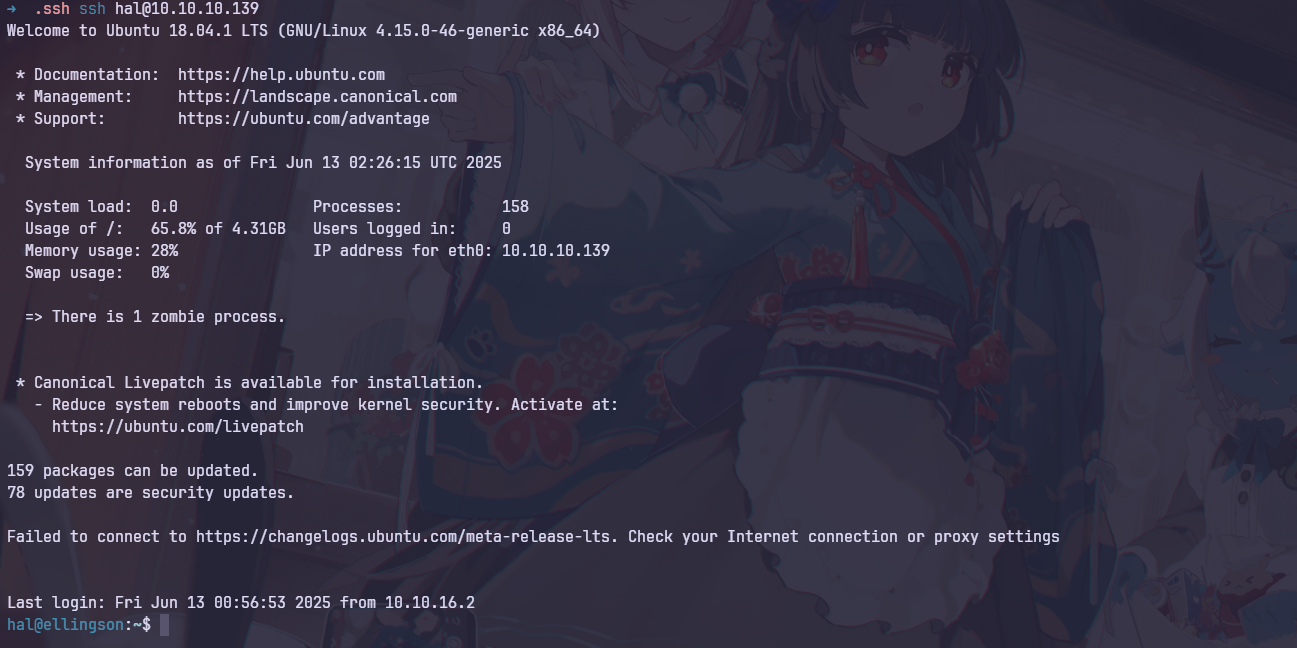 →  .ssh ssh hal@10.10.10.139
Welcome to Ubuntu 18.04.1 LTS (GNU/Linux 4.15.0-46-generic x86_64)
 * Documentation:  https://help.ubuntu.com
 * Management:     https://landscape.canonical.com
 * Support:        https://ubuntu.com/advantage
  System information as of Fri Jun 13 02:26:15 UTC 2025
  System load:  0.0               Processes:           158
  Usage of /:   65.8% of 4.31GB   Users logged in:     0
  Memory usage: 28%               IP address for eth0: 10.10.10.139
  Swap usage:   0%
  => There is 1 zombie process.
 * Canonical Livepatch is available for installation.
   - Reduce system reboots and improve kernel security. Activate at:
     https://ubuntu.com/livepatch
159 packages can be updated.
78 updates are security updates.
Failed to connect to https://changelogs.ubuntu.com/meta-release-lts. Check your Internet connection or proxy settings
Last login: Fri Jun 13 00:56:53 2025 from 10.10.16.2
hal@ellingson:~$